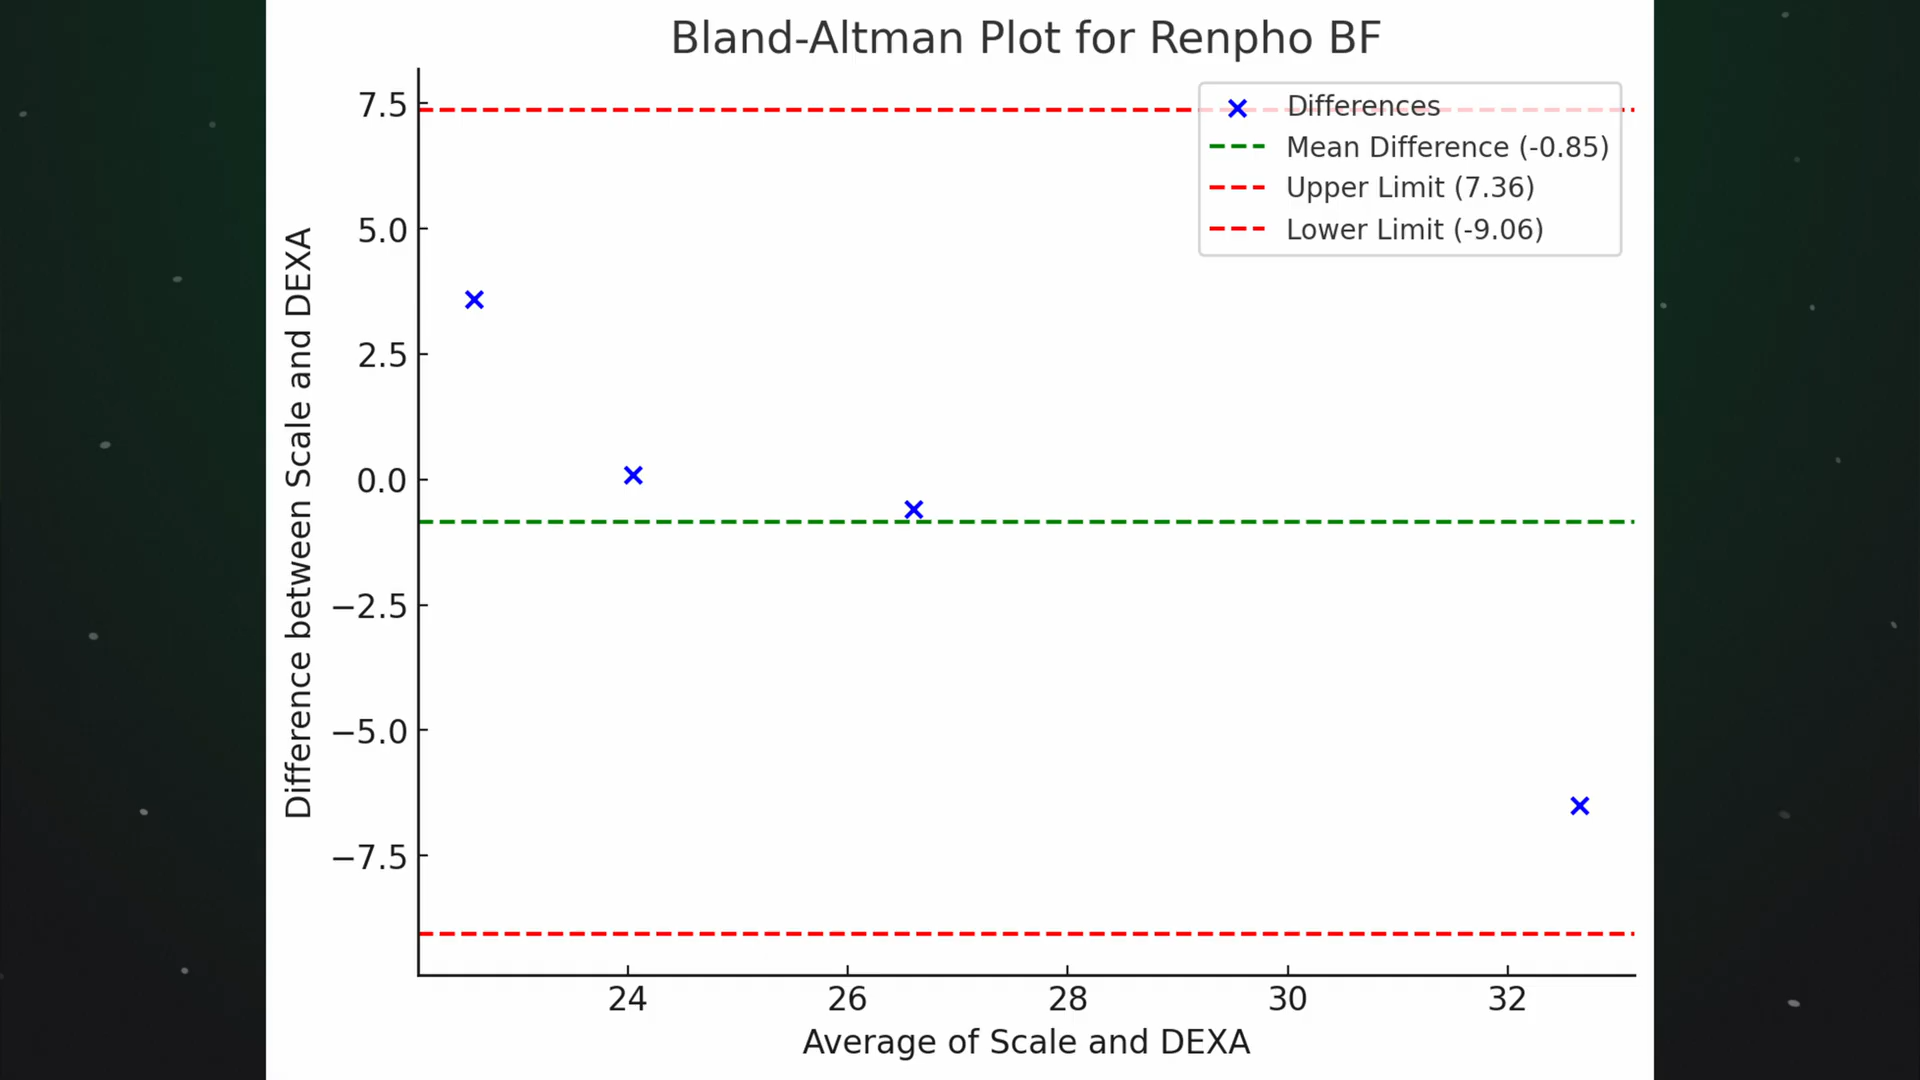 Bland-Altman Plot for Renpho BF
Differences
Mean Difference (-0.85)
Upper Limit (7.36)
Lower Limit (-9.06)
Difference between Scale and DEXA
7.5
5.0
2.5
0.0
−2.5
−5.0
−7.5
24 26 28 30 32
Average of Scale and DEXA